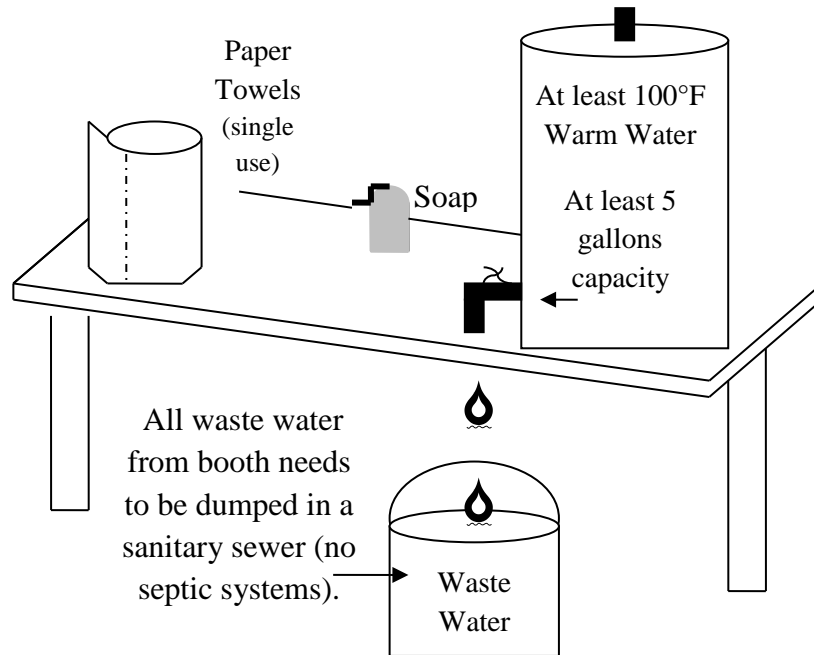 Paper
Towels
(single
use)
Soap
At least 100°F
Warm Water
At least 5
gallons
capacity
All waste water
from booth needs
to be dumped in a
sanitary sewer (no
septic systems).
Waste
Water